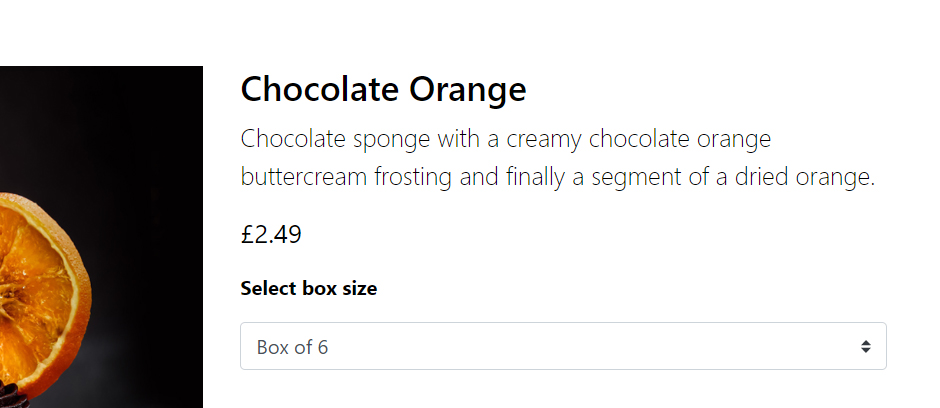 Chocolate Orange
Chocolate sponge with a creamy chocolate orange
buttercream frosting and finally a segment of a dried orange.
£2.49
Select box size
Box of 6